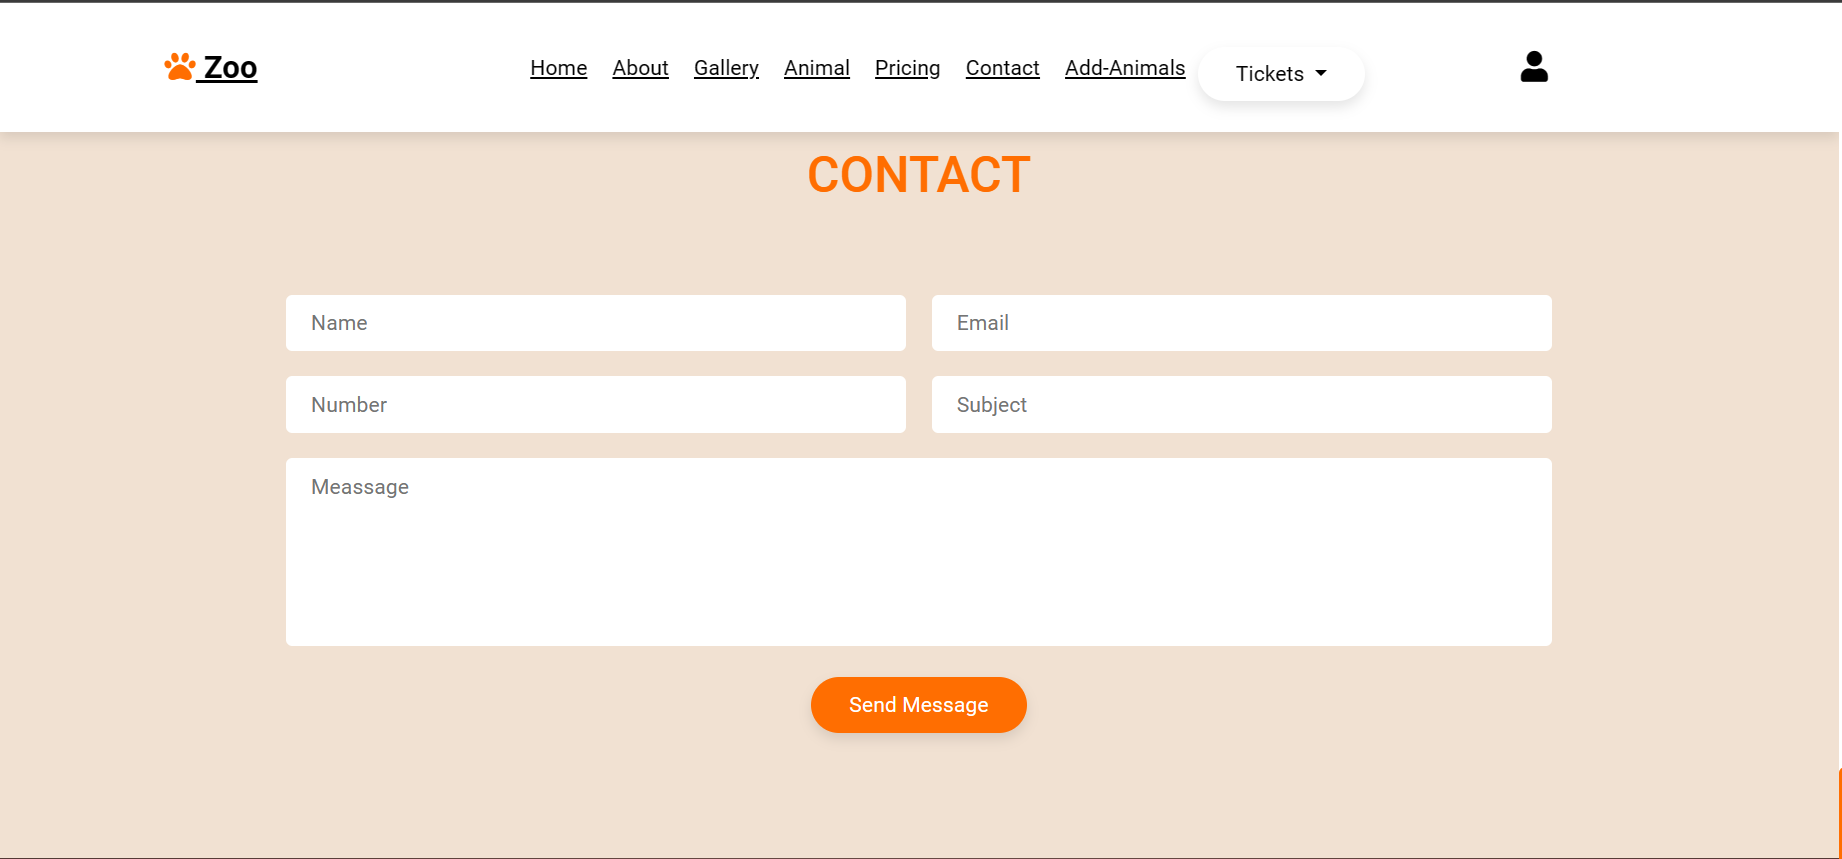 Zoo Home About Gallery Animal Pricing Contact Add-Animals Tickets
CONTACT
Name Email
Number Subject
Meassage
Send Message